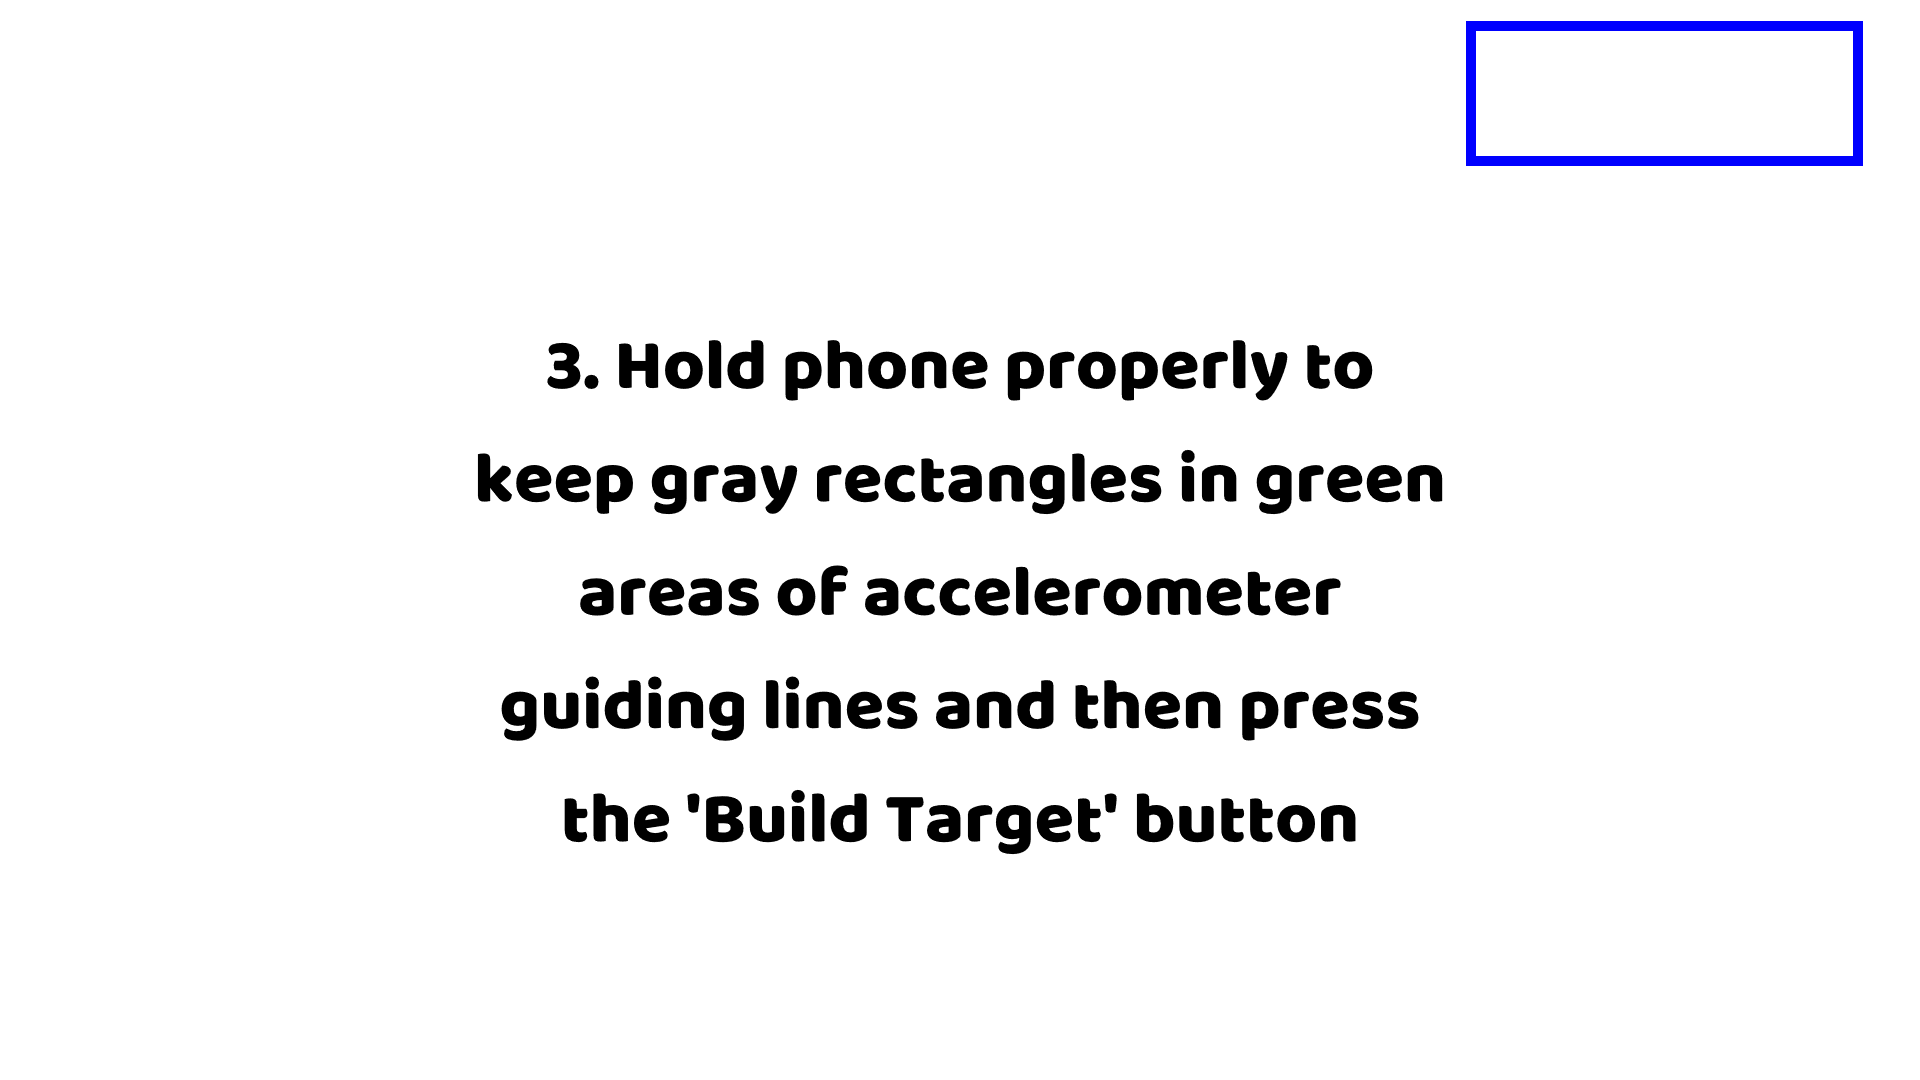 3. Hold phone properly to
keep gray rectangles in green
areas of accelerometer
guiding lines and then press
the 'Build Target' button